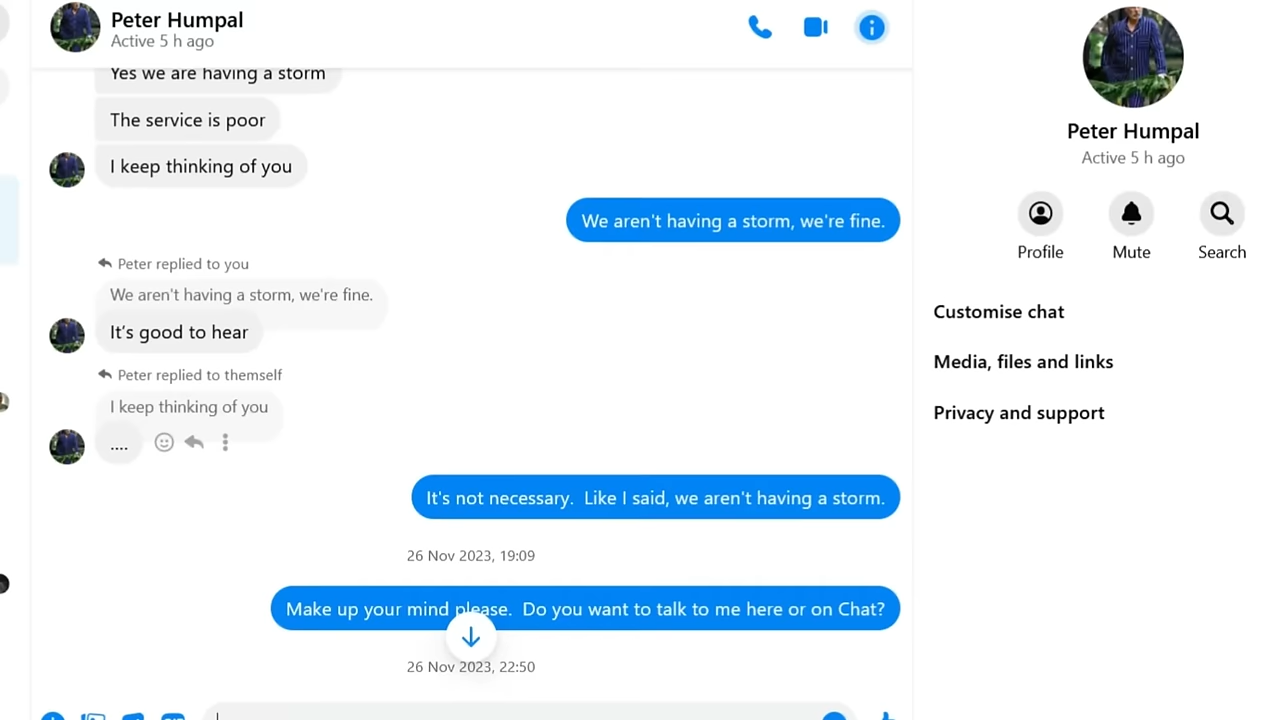 Peter Humpal
Active 5 h ago
Yes we are having a storm
The service is poor
I keep thinking of you
We aren't having a storm, we're fine.
Peter replied to you
We aren't having a storm, we're fine.
It's good to hear
Peter replied to themself
I keep thinking of you
....
It's not necessary.  Like I said, we aren't having a storm.
26 Nov 2023, 19:09
Make up your mind please.  Do you want to talk to me here or on Chat?
26 Nov 2023, 22:50
Peter Humpal
Active 5 h ago
Profile
Mute
Search
Customise chat
Media, files and links
Privacy and support